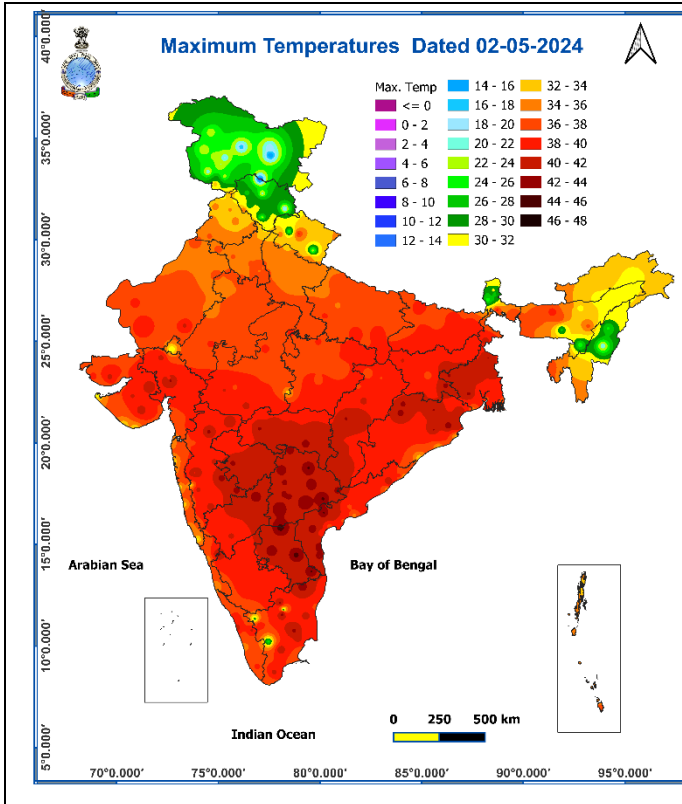 Maximum Temperatures Dated 02-05-2024
Max. Temp
<= 0
0 - 2
2 - 4
4 - 6
6 - 8
8 - 10
10 - 12
12 - 14
14 - 16
16 - 18
18 - 20
20 - 22
22 - 24
24 - 26
26 - 28
28 - 30
30 - 32
32 - 34
34 - 36
36 - 38
38 - 40
40 - 42
42 - 44
44 - 46
46 - 48
40°0.000'
35°0.000'
30°0.000'
25°0.000'
20°0.000'
15°0.000'
10°0.000'
5°0.000'
Arabian Sea
Bay of Bengal
Indian Ocean
0 250 500 km
70°0.000' 75°0.000' 80°0.000' 85°0.000' 90°0.000' 95°0.000'